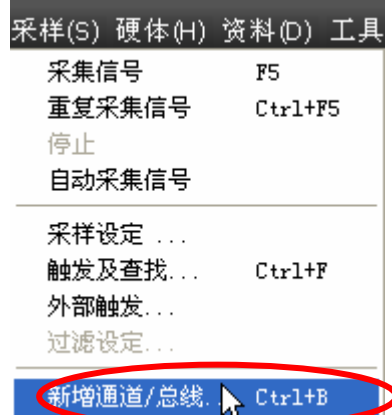 采样(S) 硬体(H) 资料(D) 工具
采集信号 F5
重复采集信号 Ctrl+F5
停止
自动采集信号
采样设定 ...
触发及查找... Ctrl+F
外部触发...
过滤设定...
新增通道/总线.. Ctrl+B